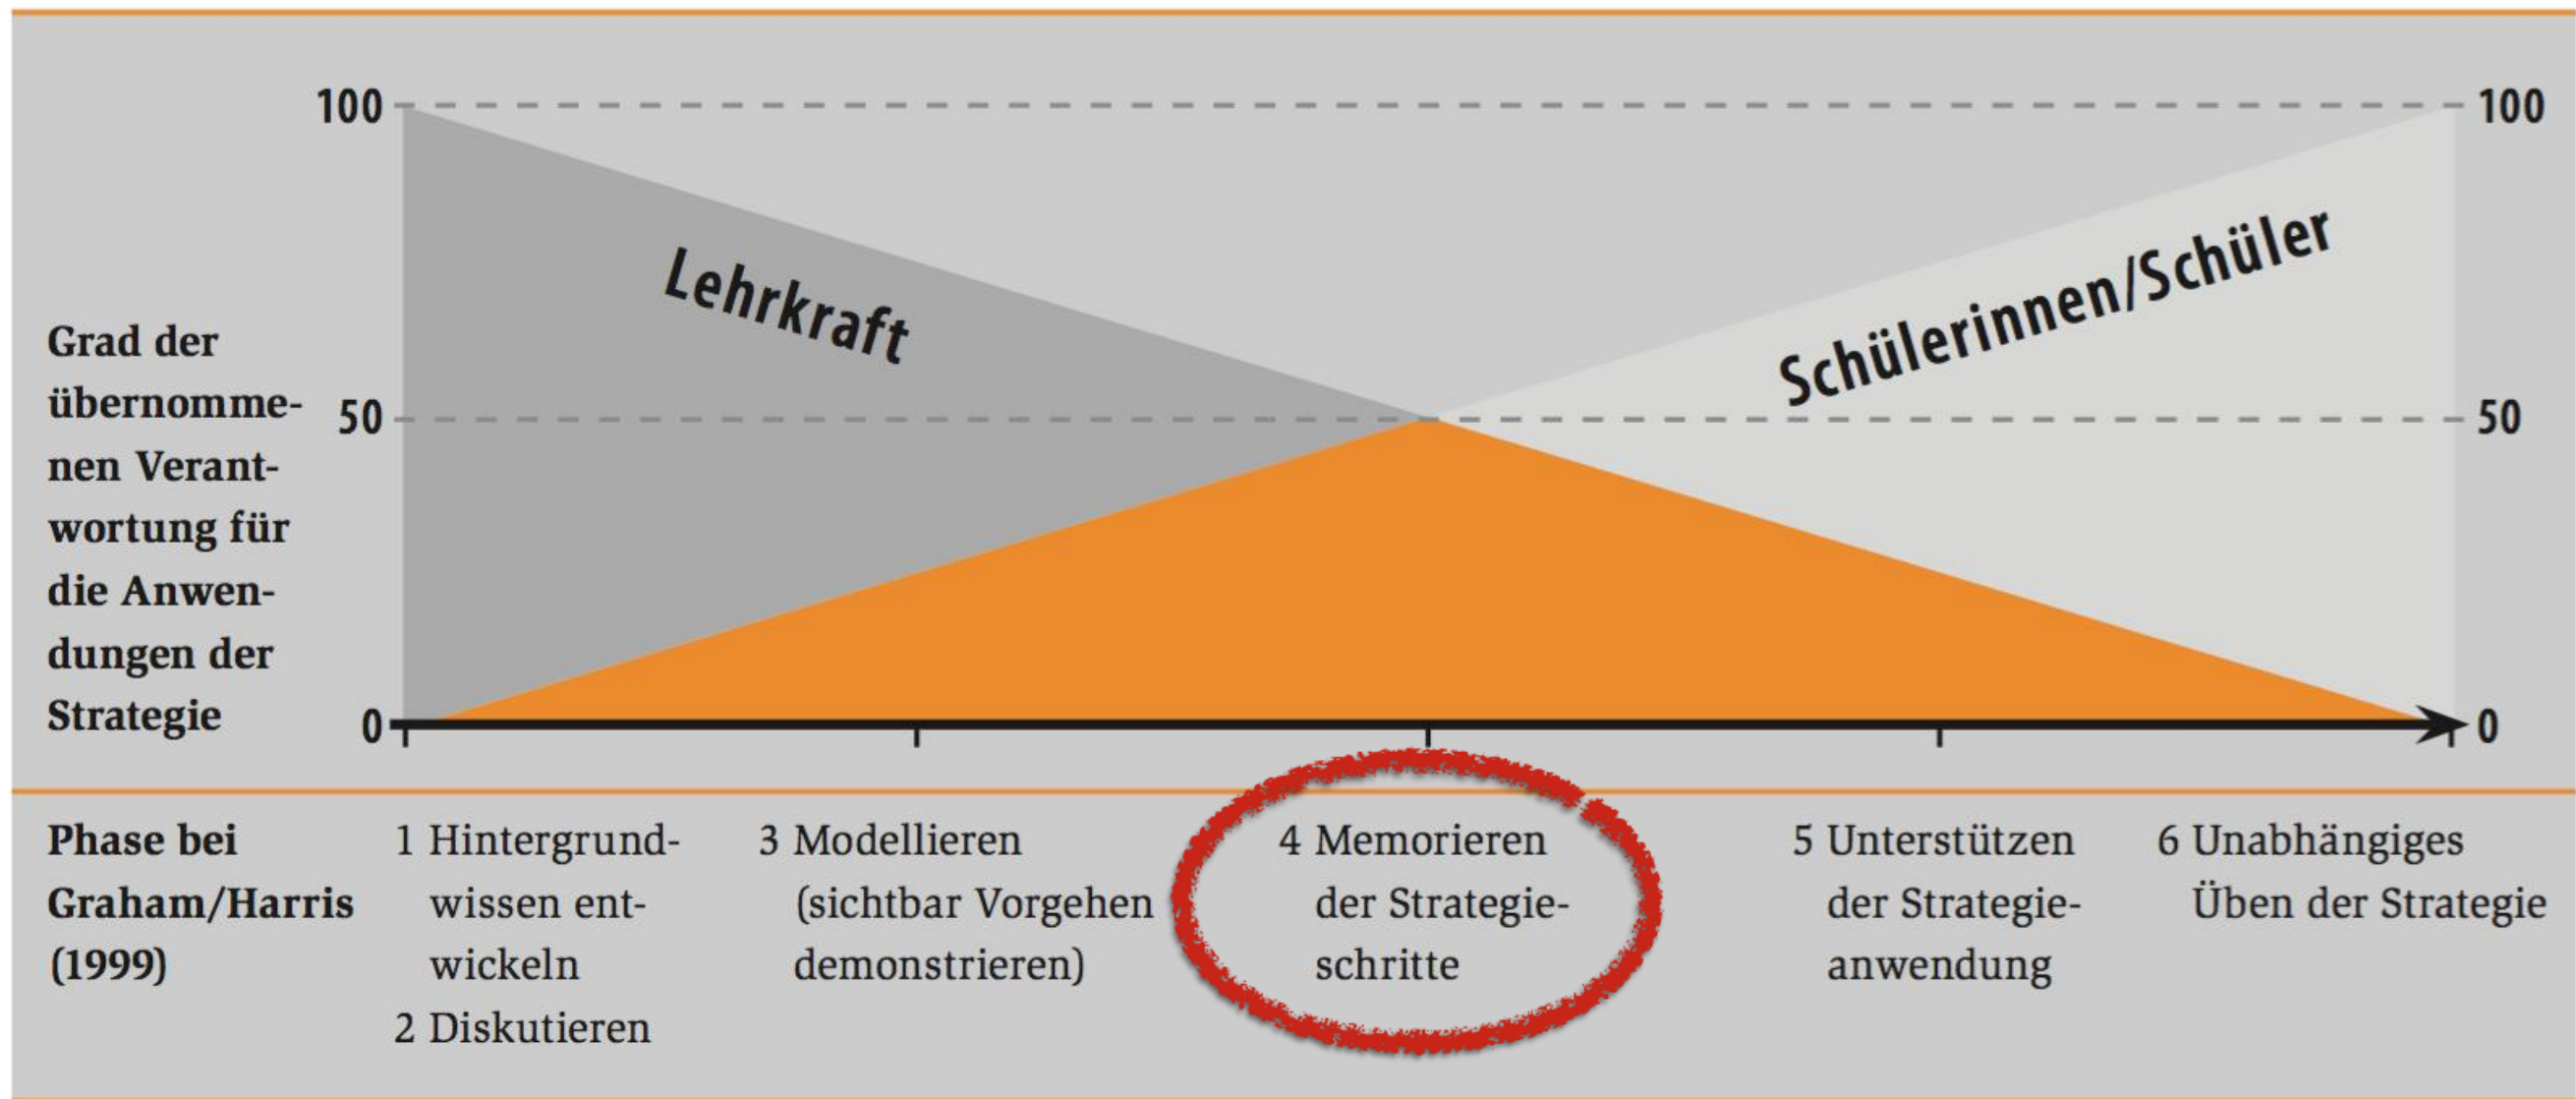 100
100
Lehrkraft
Schülerinnen/Schüler
Grad der
übernomme-
nen Verant-
wortung für
die Anwen-
dungen der
Strategie
50
50
0
0
Phase bei
Graham/Harris
(1999)
1 Hintergrund-
wissen ent-
wickeln
2 Diskutieren
3 Modellieren
(sichtbar Vorgehen
demonstrieren)
4 Memorieren
der Strategie-
schritte
5 Unterstützen
der Strategie-
anwendung
6 Unabhängiges
Üben der Strategie